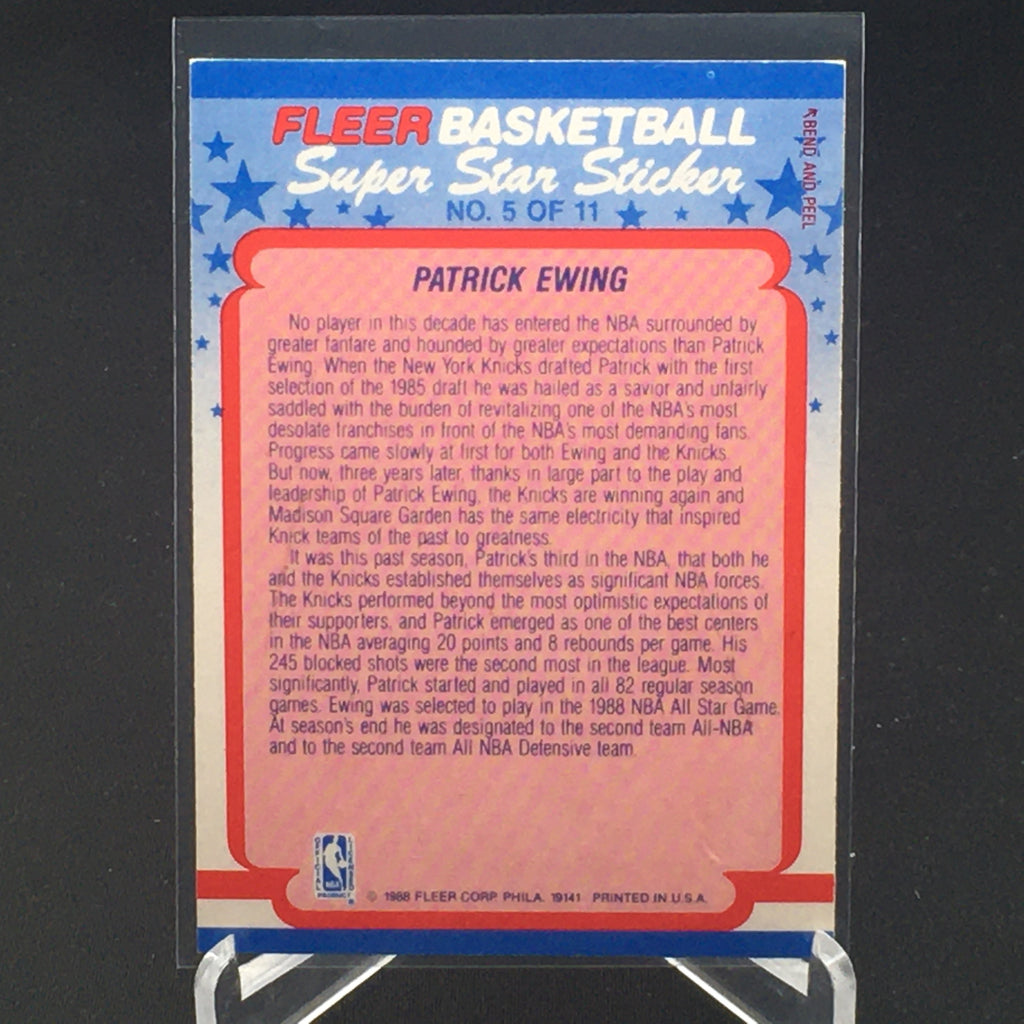 FLEER BASKETBALL
Super Star Sticker
NO. 5 OF 11
BEND AND PEEL
PATRICK EWING
No player in this decade has entered the NBA surrounded by
greater fanfare and hounded by greater expectations than Patrick
Ewing. When the New York Knicks drafted Patrick with the first
selection of the 1985 draft he was hailed as a savior and unfairly
saddled with the burden of revitalizing one of the NBA's most
desolate franchises in front of the NBA's most demanding fans.
Progress came slowly at first for both Ewing and the Knicks.
But now, three years later, thanks in large part to the play and
leadership of Patrick Ewing, the Knicks are winning again and
Madison Square Garden has the same electricity that inspired
Knick teams of the past to greatness.
It was this past season, Patrick's third in the NBA, that both he
and the Knicks established themselves as significant NBA forces.
The Knicks performed beyond the most optimistic expectations of
their supporters, and Patrick emerged as one of the best centers
in the NBA averaging 20 points and 8 rebounds per game. His
245 blocked shots were the second most in the league. Most
significantly, Patrick started and played in all 82 regular season
games. Ewing was selected to play in the 1988 NBA All Star Game.
At season's end he was designated to the second team All-NBA
and to the second team All NBA Defensive team.
OFFICIAL
LICENSED
NBA
PRODUCT
© 1988 FLEER CORP. PHILA. 19141 PRINTED IN U.S.A.